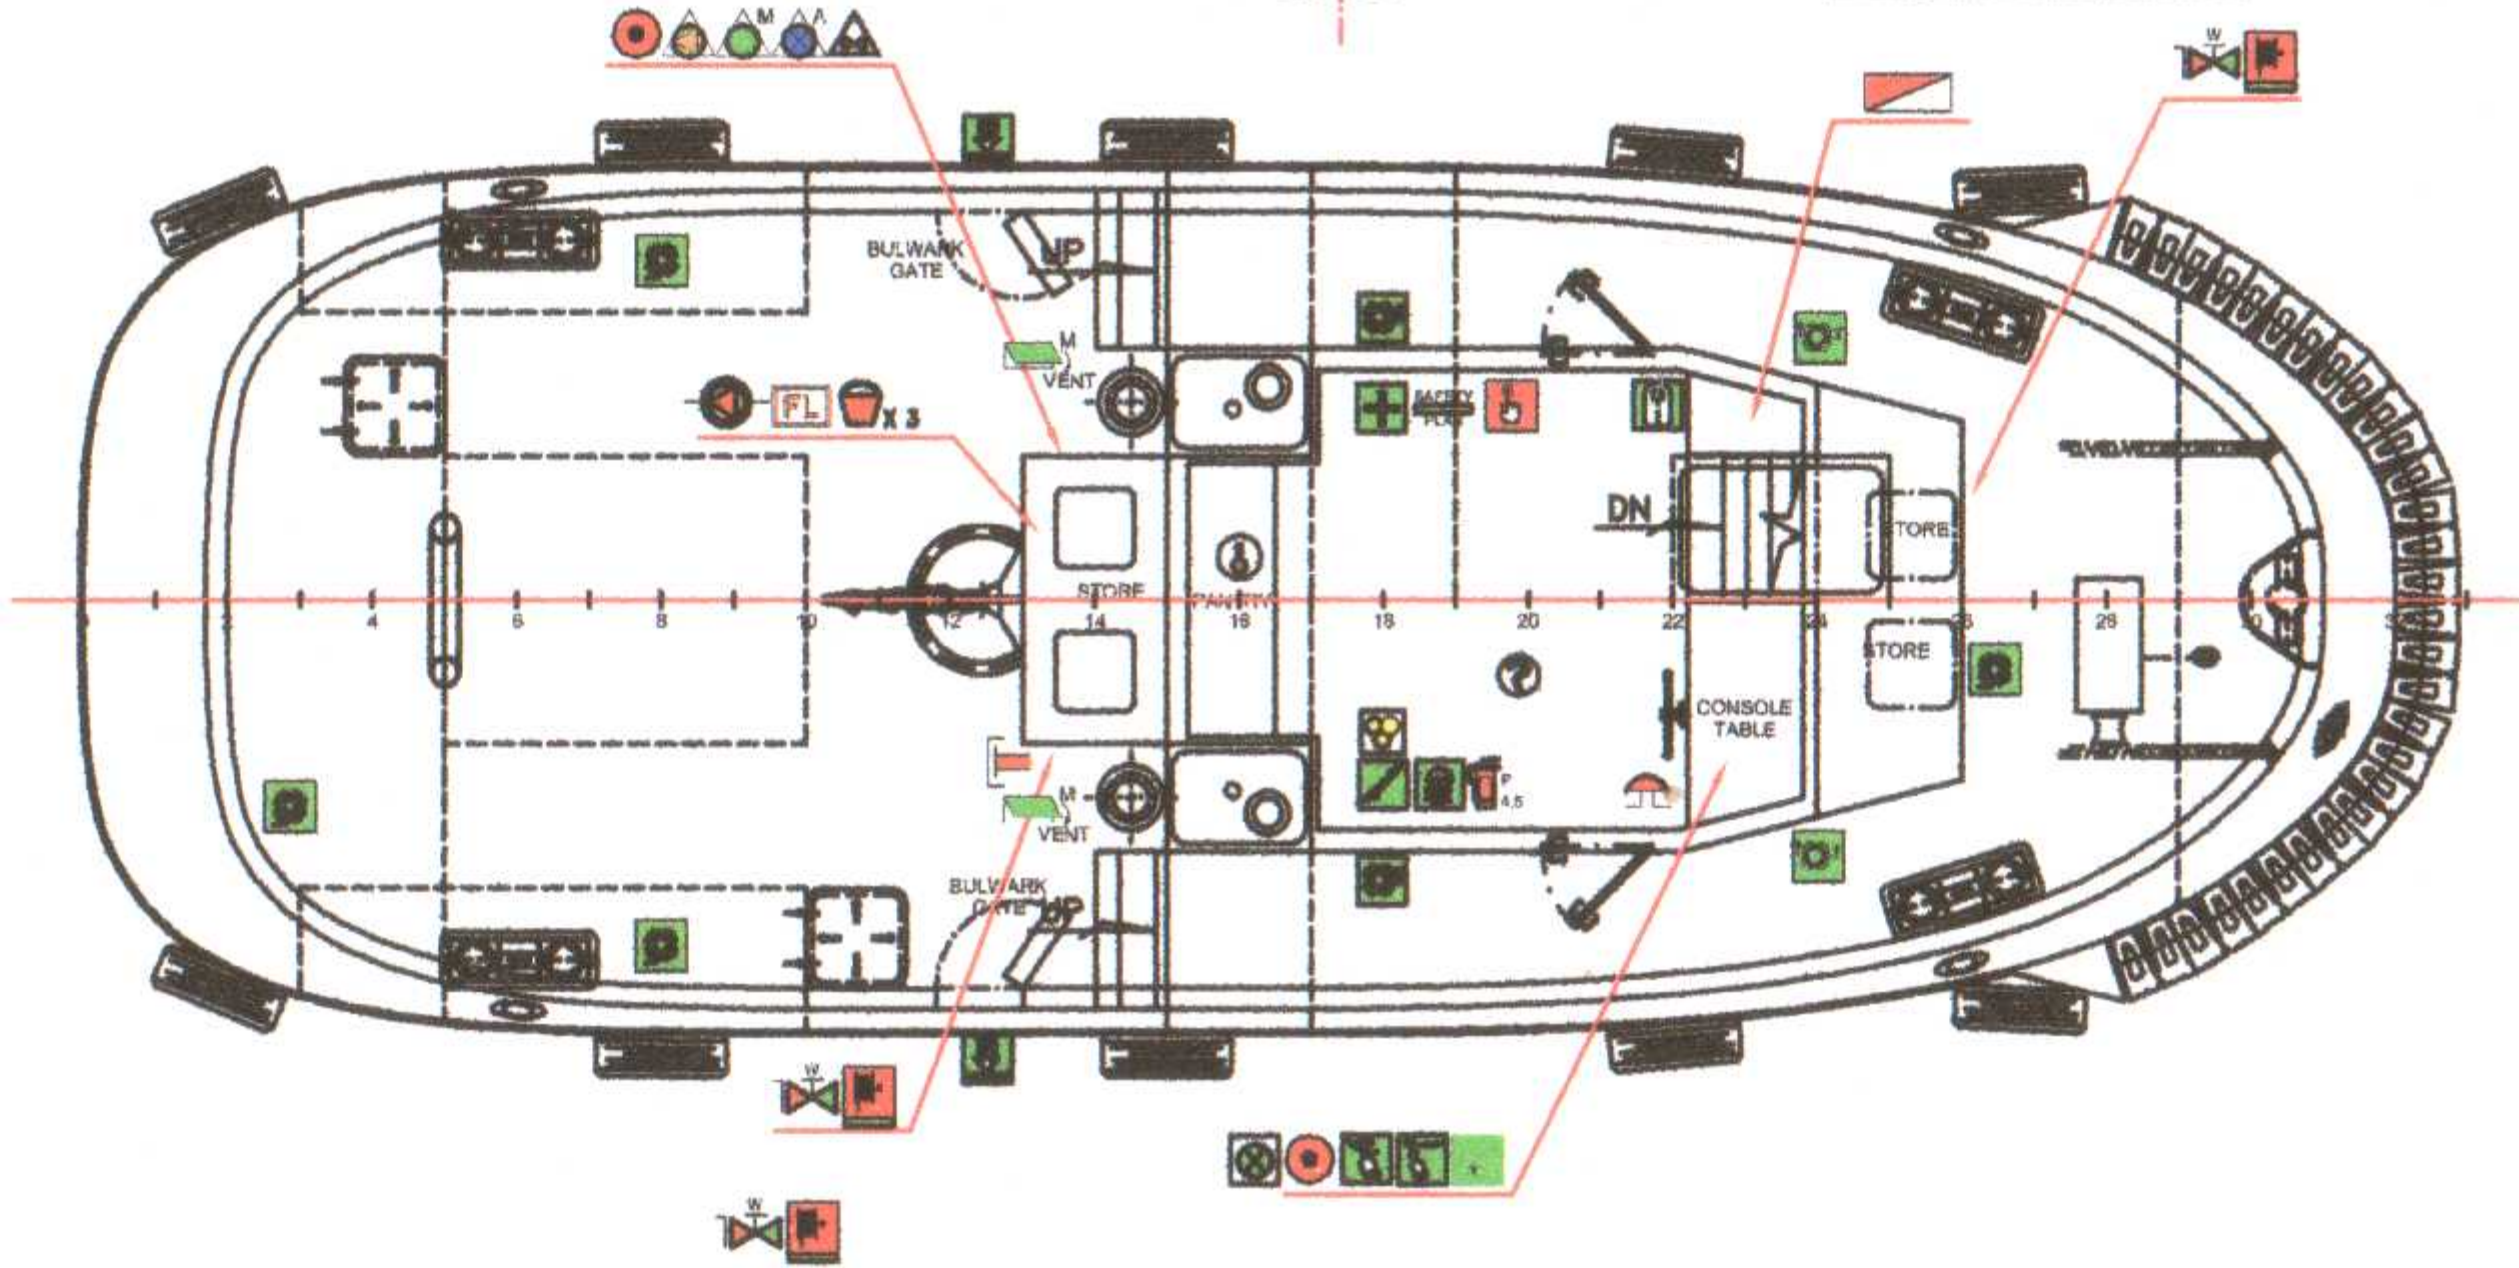 M
A
W
BULWARK
GATE
UP
M
VENT
FL
X 3
SAFETY
DN
STORE
STORE
PANTRY
4
6
8
10
12
14
16
18
20
22
24
26
28
STORE
CONSOLE
TABLE
P
4,5
M
VENT
BULWARK
GATE
UP
W
W